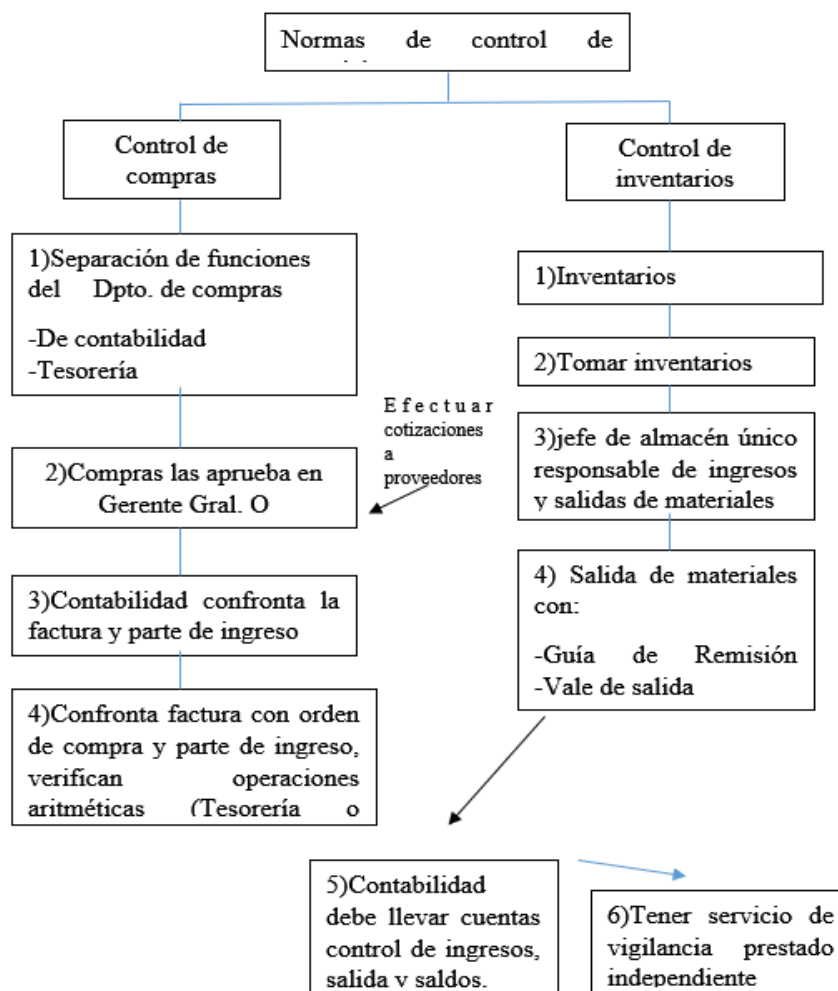 Normas de control de
Control de
compras
Control de
inventarios
1)Separación de funciones
del Dpto. de compras
-De contabilidad
-Tesorería
1)Inventarios
2)Tomar inventarios
Efectuar
cotizaciones
a
proveedores
3)jefe de almacén único
responsable de ingresos
y salidas de materiales
2)Compras las aprueba en
Gerente Gral. O
3)Contabilidad confronta la
factura y parte de ingreso
4) Salida de materiales
con:
-Guía de Remisión
-Vale de salida
4)Confronta factura con orden
de compra y parte de ingreso,
verifican operaciones
aritméticas (Tesorería o
5)Contabilidad
debe llevar cuentas
control de ingresos,
salida y saldos.
6)Tener servicio de
vigilancia prestado
independiente